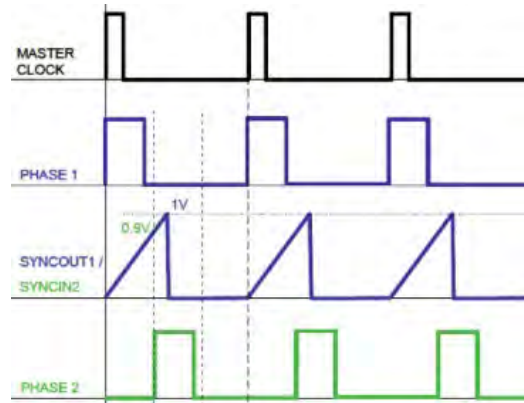 MASTER
CLOCK
PHASE 1
1V
0.9V
SYNCOUT1 /
SYNCIN2
PHASE 2